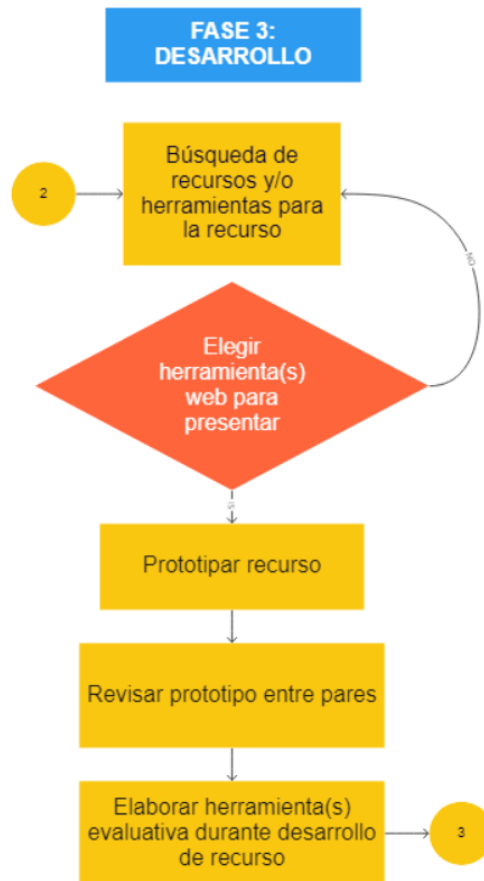 FASE 3:
DESARROLLO
Búsqueda de
recursos y/o
herramientas para
la recurso
2
NO
Elegir
herramienta(s)
web para
presentar
SI
Prototipar recurso
Revisar prototipo entre pares
Elaborar herramienta(s)
evaluativa durante desarrollo
de recurso
3